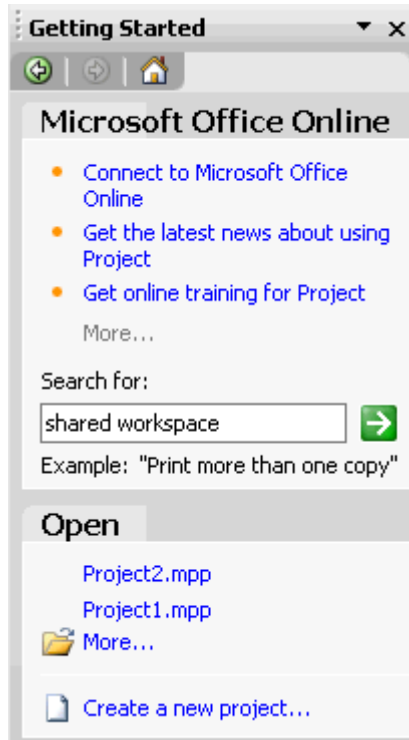 Getting Started
Microsoft Office Online
Connect to Microsoft Office
Online
Get the latest news about using
Project
Get online training for Project
More...
Search for:
shared workspace
Example: "Print more than one copy"
Open
Project2.mpp
Project1.mpp
More...
Create a new project...